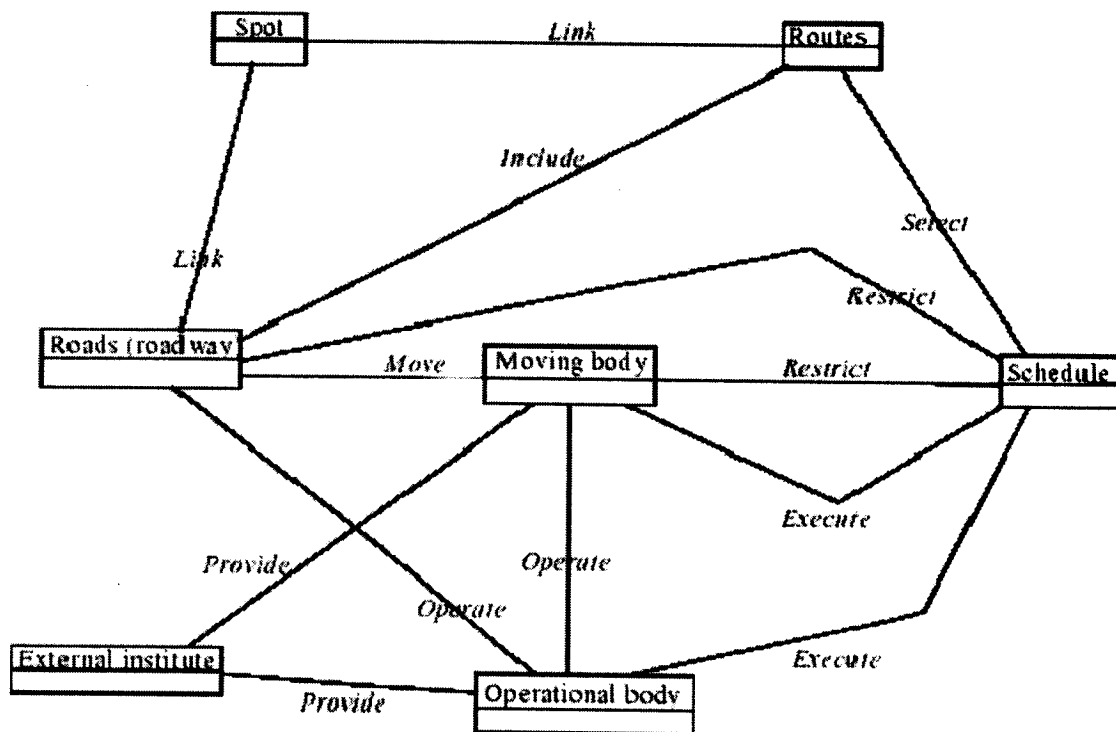 Spot
Link
Routes
Include
Select
Link
Restrict
Roads (road way
Move
Moving body
Restrict
Schedule
Execute
Provide
Operate
Operate
External institute
Execute
Provide
Operational body